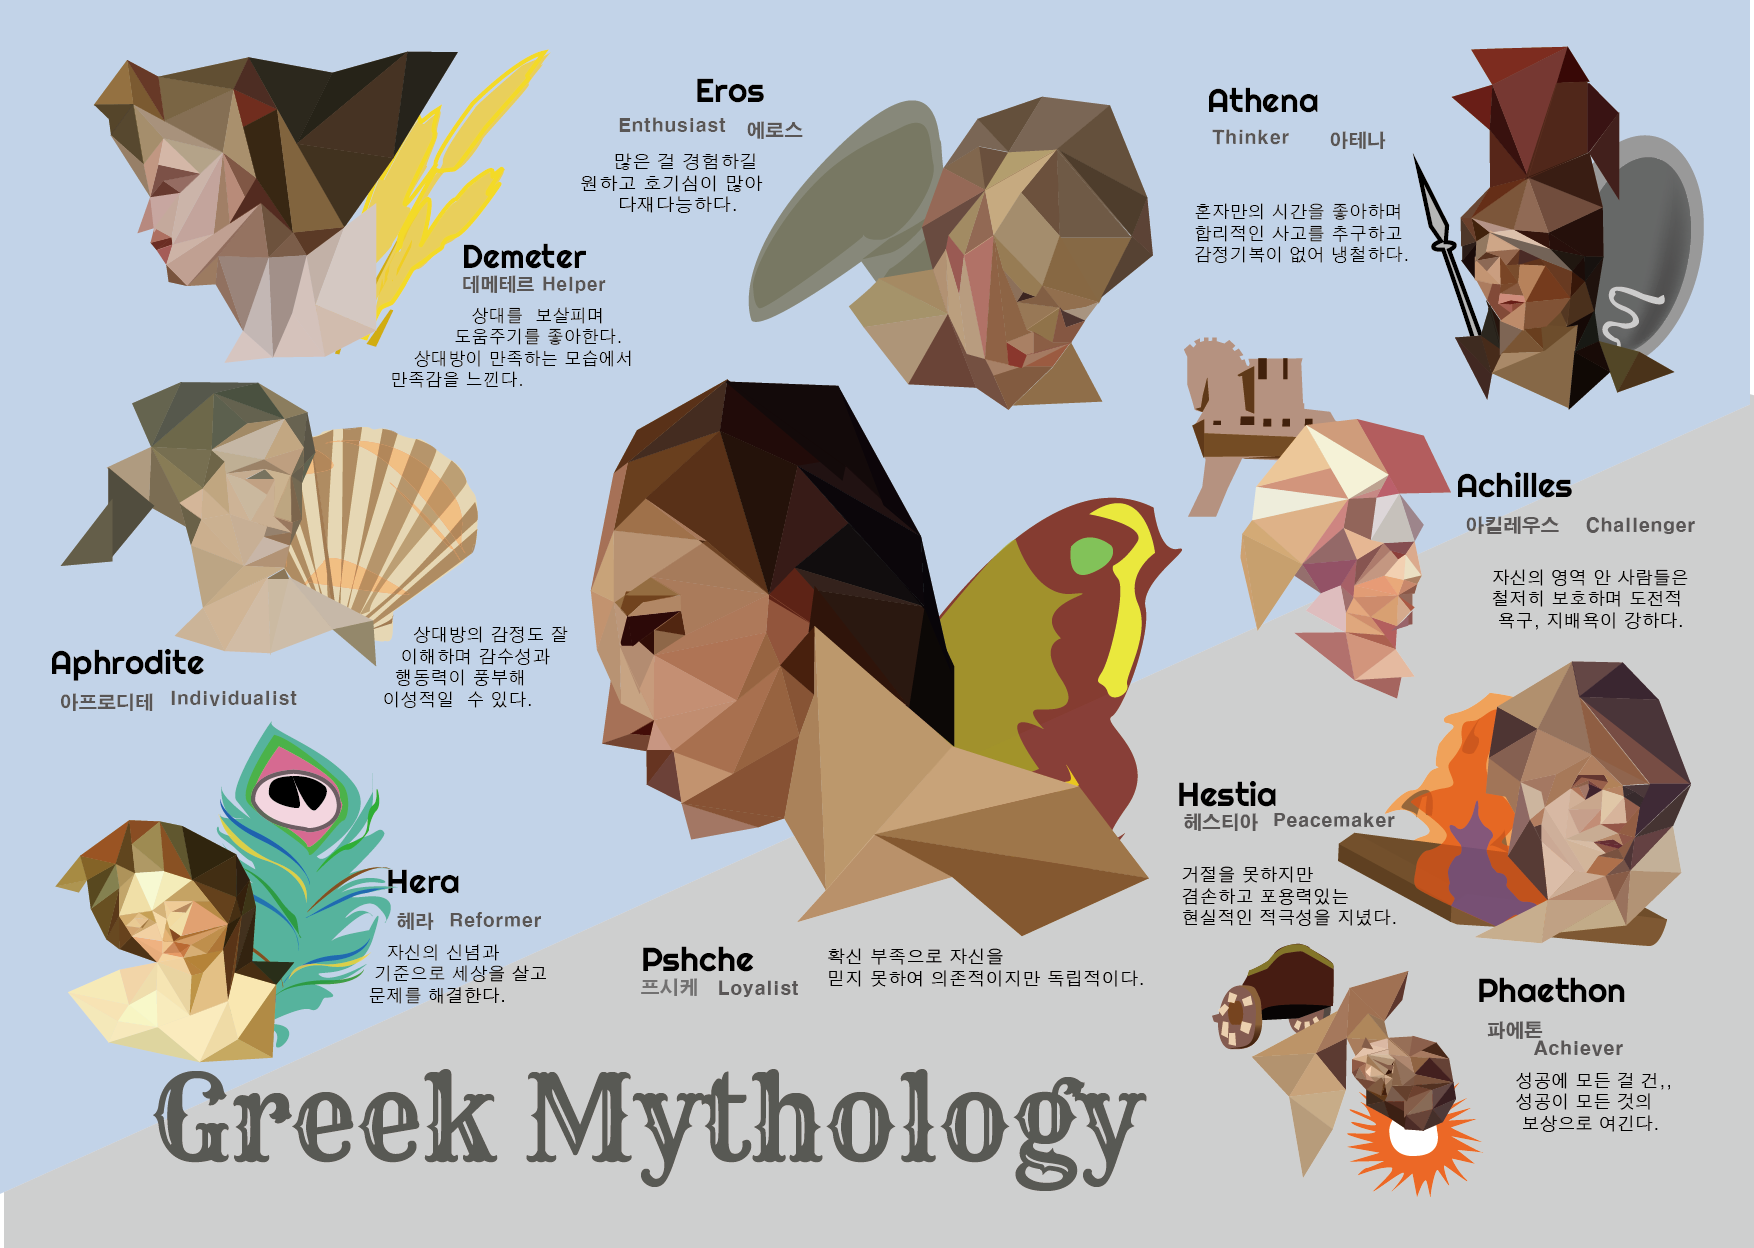 Eros
Enthusiast 에로스
많은 걸 경험하길
원하고 호기심이 많아
다재다능하다.
Athena
Thinker 아테나
혼자만의 시간을 좋아하며
합리적인 사고를 추구하고
감정기복이 없어 냉철하다.
Demeter
데메테르 Helper
상대를 보살피며
도움주기를 좋아한다.
상대방이 만족하는 모습에서
만족감을 느낀다.
Achilles
아킬레우스 Challenger
자신의 영역 안 사람들은
철저히 보호하며 도전적
욕구, 지배욕이 강하다.
Aphrodite
아프로디테 Individualist
상대방의 감정도 잘
이해하며 감수성과
행동력이 풍부해
이성적일 수 있다.
Hestia
헤스티아 Peacemaker
거절을 못하지만
겸손하고 포용력있는
현실적인 적극성을 지녔다.
Hera
헤라 Reformer
자신의 신념과
기준으로 세상을 살고
문제를 해결한다.
Pshche
프시케 Loyalist
확신 부족으로 자신을
믿지 못하여 의존적이지만 독립적이다.
Phaethon
파에톤
Achiever
성공에 모든 걸 건,,
성공이 모든 것의
보상으로 여긴다.
Greek Mythology